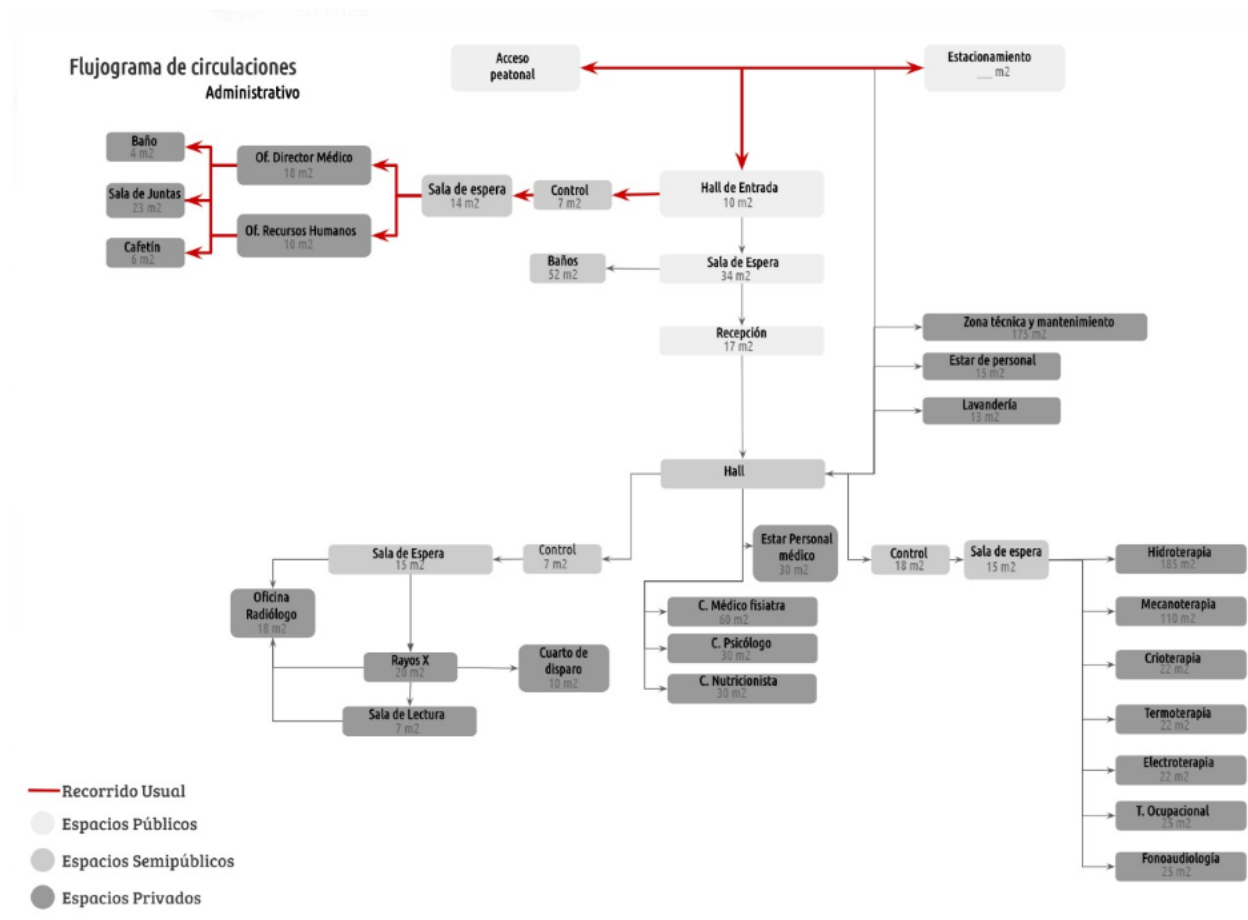 Flujograma de circulaciones
Administrativo
Acceso
peatonal
Estacionamiento
___ m2
Baño
4 m2
Of. Director Médico
18 m2
Sala de Juntas
23 m2
Sala de espera
14 m2
Control
7 m2
Hall de Entrada
10 m2
Of. Recursos Humanos
10 m2
Cafetín
6 m2
Baños
52 m2
Sala de Espera
34 m2
Recepción
17 m2
Zona técnica y mantenimiento
175 m2
Estar de personal
15 m2
Lavandería
13 m2
Hall
Sala de Espera
15 m2
Control
7 m2
Estar Personal
médico
30 m2
Control
18 m2
Sala de espera
15 m2
Hidroterapia
185 m2
Oficina
Radiólogo
18 m2
C. Médico fisiatra
60 m2
Mecanoterapia
110 m2
C. Psicólogo
30 m2
Rayos X
20 m2
Cuarto de
disparo
10 m2
Crioterapia
22 m2
C. Nutricionista
30 m2
Sala de Lectura
7 m2
Termoterapia
22 m2
Electroterapia
22 m2
T. Ocupacional
25 m2
Fonoaudiología
25 m2
Recorrido Usual
Espacios Públicos
Espacios Semipúblicos
Espacios Privados